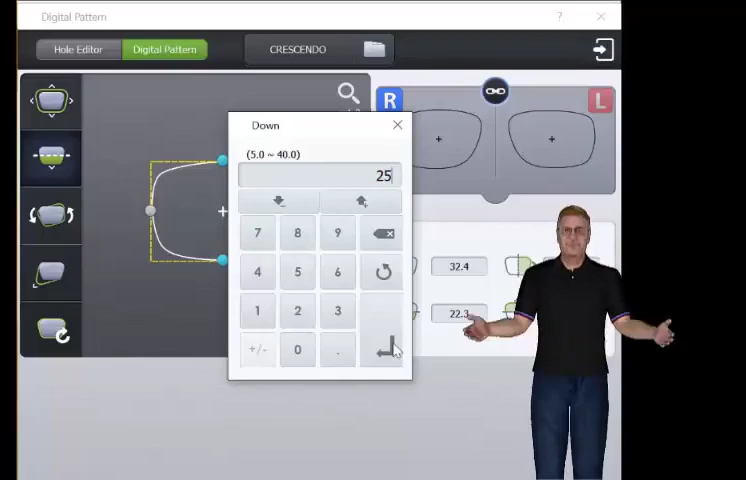 Digital Pattern
? ×
Hole Editor
Digital Pattern
CRESCENDO
R
L
Down
(5.0 ~ 40.0)
25
7 8 9
4 5 6
1 2 3
+/- 0 .
32.4
22.3